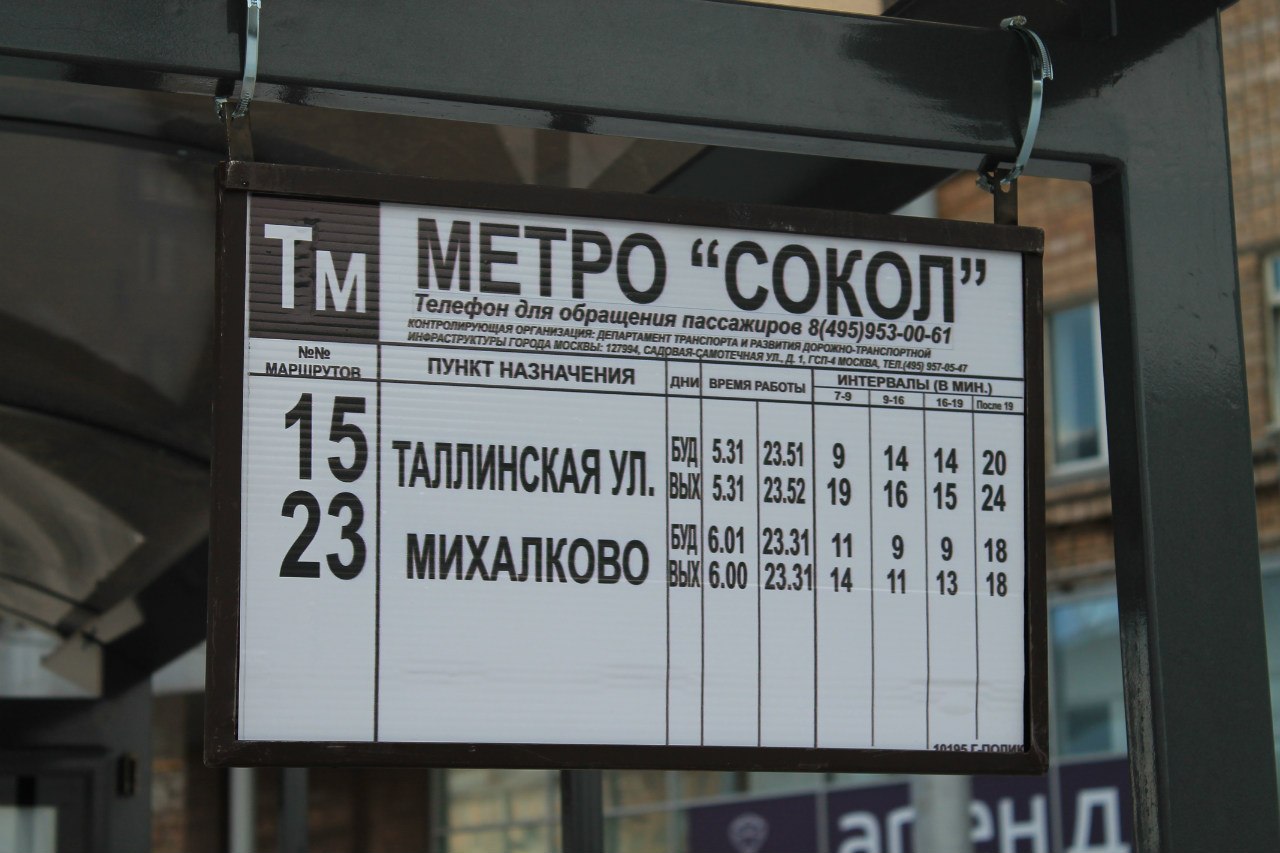 Тм МЕТРО “СОКОЛ”
Телефон для обращения пассажиров 8(495)953-00-61
КОНТРОЛИРУЮЩАЯ ОРГАНИЗАЦИЯ: ДЕПАРТАМЕНТ ТРАНСПОРТА И РАЗВИТИЯ ДОРОЖНО-ТРАНСПОРТНОЙ
ИНФРАСТРУКТУРЫ ГОРОДА МОСКВЫ: 127994, САДОВАЯ-САМОТЕЧНАЯ УЛ., Д. 1, ГСП-4 МОСКВА, ТЕЛ.(495) 957-05-47
№№ МАРШРУТОВ ПУНКТ НАЗНАЧЕНИЯ ДНИ ВРЕМЯ РАБОТЫ ИНТЕРВАЛЫ (В МИН.)
7-9 9-16 16-19 После 19
15 ТАЛЛИНСКАЯ УЛ. БУД 5.31 23.51 9 14 14 20
ВЫХ 5.31 23.52 19 16 15 24
23 МИХАЛКОВО БУД 6.01 23.31 11 9 9 18
ВЫХ 6.00 23.31 14 11 13 18
10195 Г-ПОЛИК
аренд